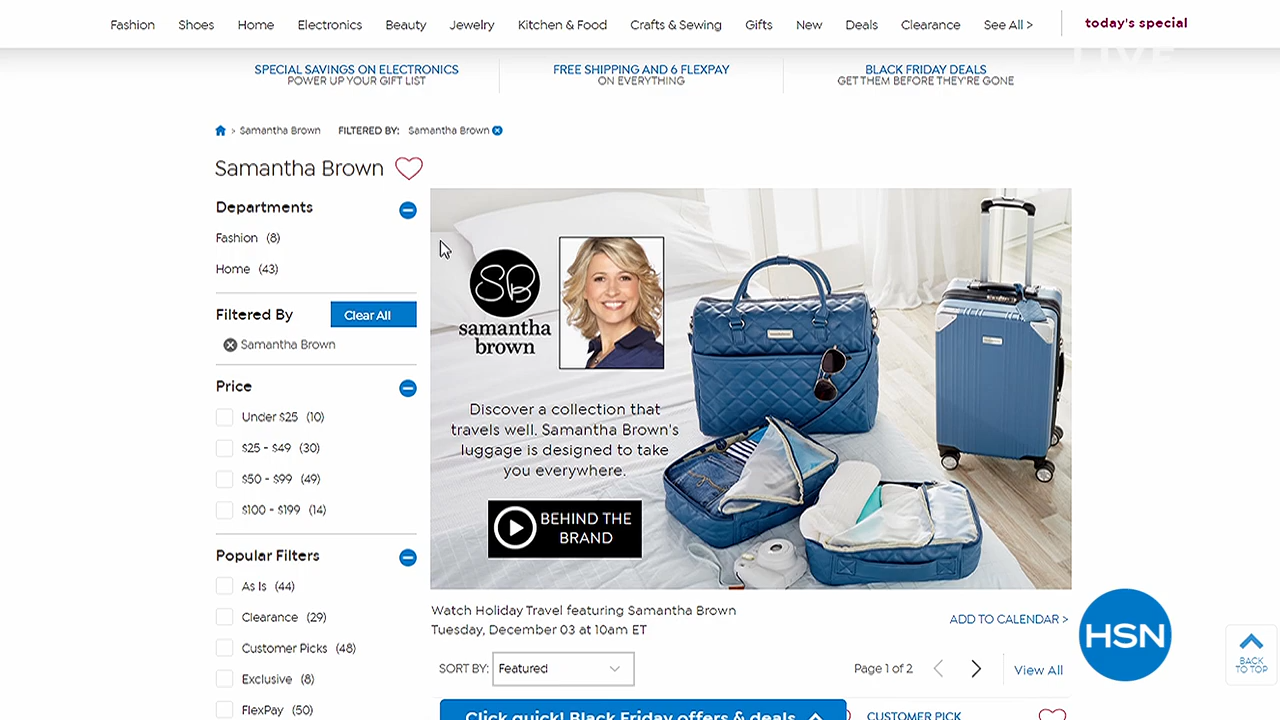 Fashion Shoes Home Electronics Beauty Jewelry Kitchen & Food Crafts & Sewing Gifts New Deals Clearance See All > today's special
LIVE
SPECIAL SAVINGS ON ELECTRONICS
POWER UP YOUR GIFT LIST
FREE SHIPPING AND 6 FLEXPAY
ON EVERYTHING
BLACK FRIDAY DEALS
GET THEM BEFORE THEY'RE GONE
> Samantha Brown FILTERED BY: Samantha Brown
Samantha Brown
Departments
Fashion (8)
Home (43)
Filtered By Clear All
Samantha Brown
Price
Under $25 (10)
$25 - $49 (30)
$50 - $99 (49)
$100 - $199 (14)
Popular Filters
As Is (44)
Clearance (29)
Customer Picks (48)
Exclusive (8)
FlexPay (50)
SB
samantha
brown
Discover a collection that
travels well. Samantha Brown's
luggage is designed to take
you everywhere.
BEHIND THE
BRAND
Watch Holiday Travel featuring Samantha Brown
Tuesday, December 03 at 10am ET
ADD TO CALENDAR >
SORT BY: Featured
Page 1 of 2
View All
Click quick! Black Friday offers & deals
CUSTOMER PICK
HSN
BACK
TO TOP